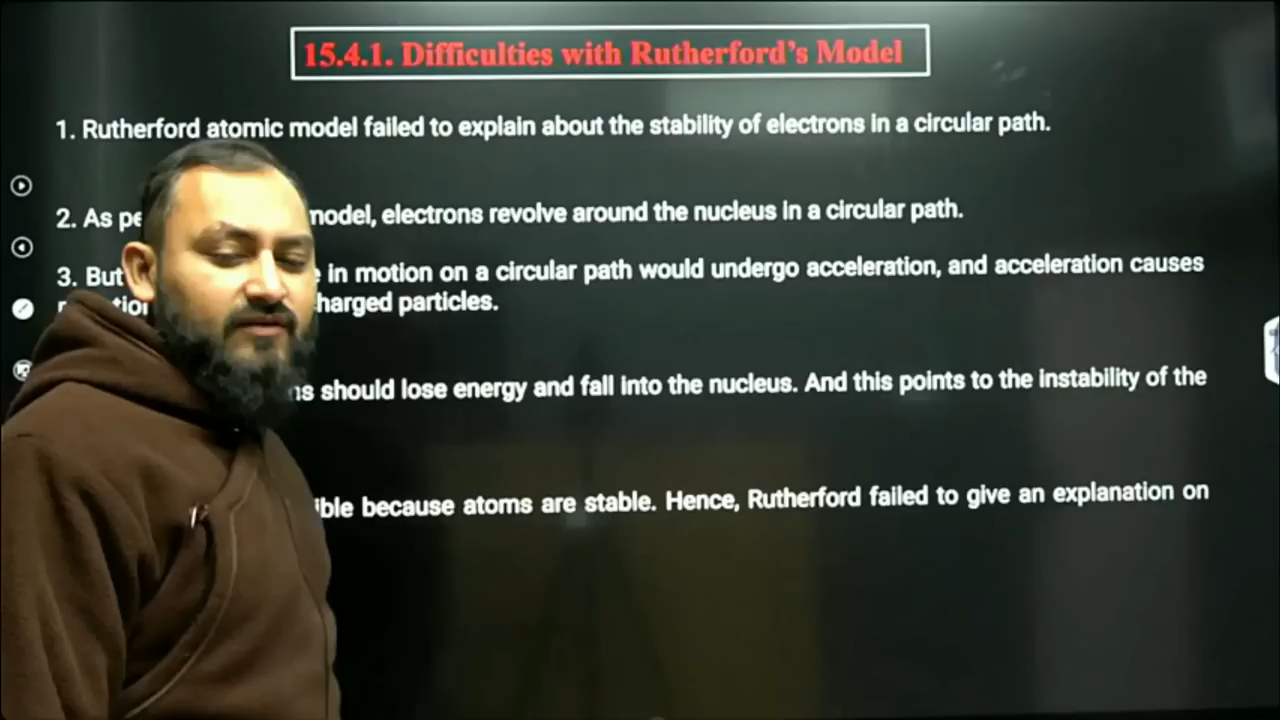 15.4.1. Difficulties with Rutherford's Model
1. Rutherford atomic model failed to explain about the stability of electrons in a circular path.
2. As model, electrons revolve around the nucleus in a circular path.
3. But in motion on a circular path would undergo acceleration, and acceleration causes
charged particles.
should lose energy and fall into the nucleus. And this points to the instability of the
because atoms are stable. Hence, Rutherford failed to give an explanation on